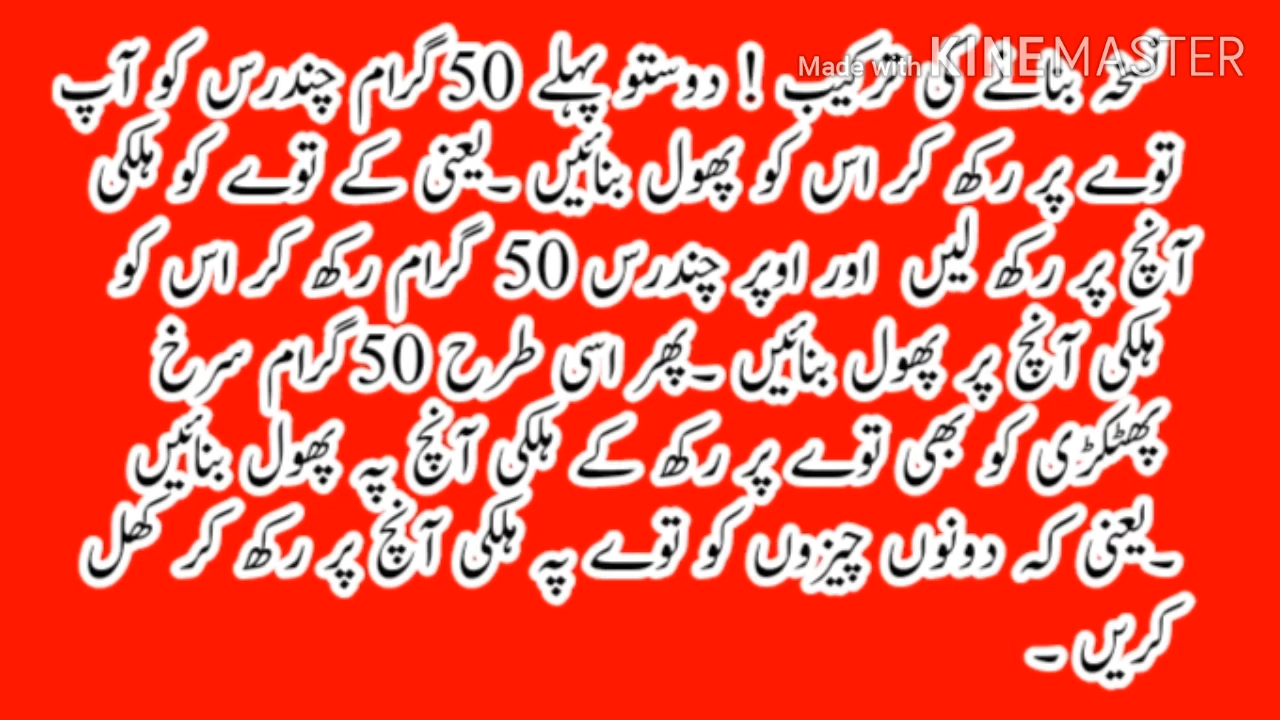 نسخہ بنانے کی ترکیب ! دوستو پہلے 50 گرام چندرس کو آپ
Made with KINEMASTER
توے پر رکھ کر اس کو پھول بنائیں ۔یعنی کے توے کو ہلکی
آنچ پر رکھ لیں اور اوپر چندرس 50 گرام رکھ کر اس کو
ہلکی آنچ پر پھول بنائیں ۔پھر اسی طرح 50 گرام سرخ
پھٹکڑی کو بھی توے پر رکھ کے ہلکی آنچ پہ پھول بنائیں
۔یعنی کہ دونوں چیزوں کو توے پہ ہلکی آنچ پر رکھ کر کھل
کریں ۔